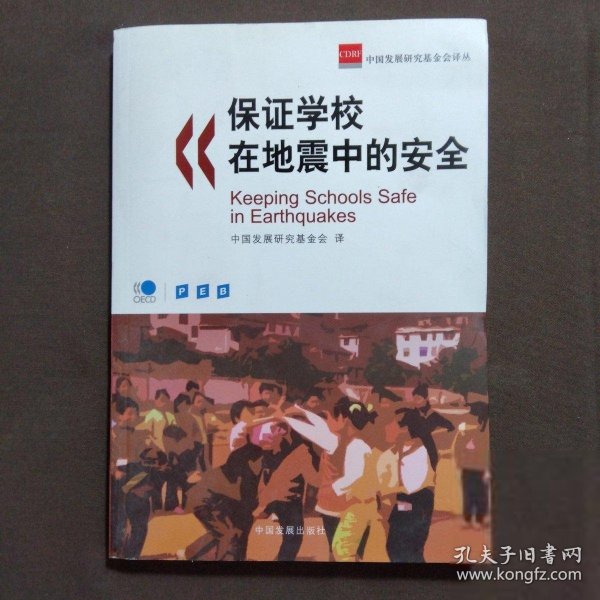 CDRF 中国发展研究基金会译丛
保证学校
在地震中的安全
Keeping Schools Safe
in Earthquakes
中国发展研究基金会 译
OECD
P E B
中国发展出版社
孔夫子旧书网
www.kongfz.com